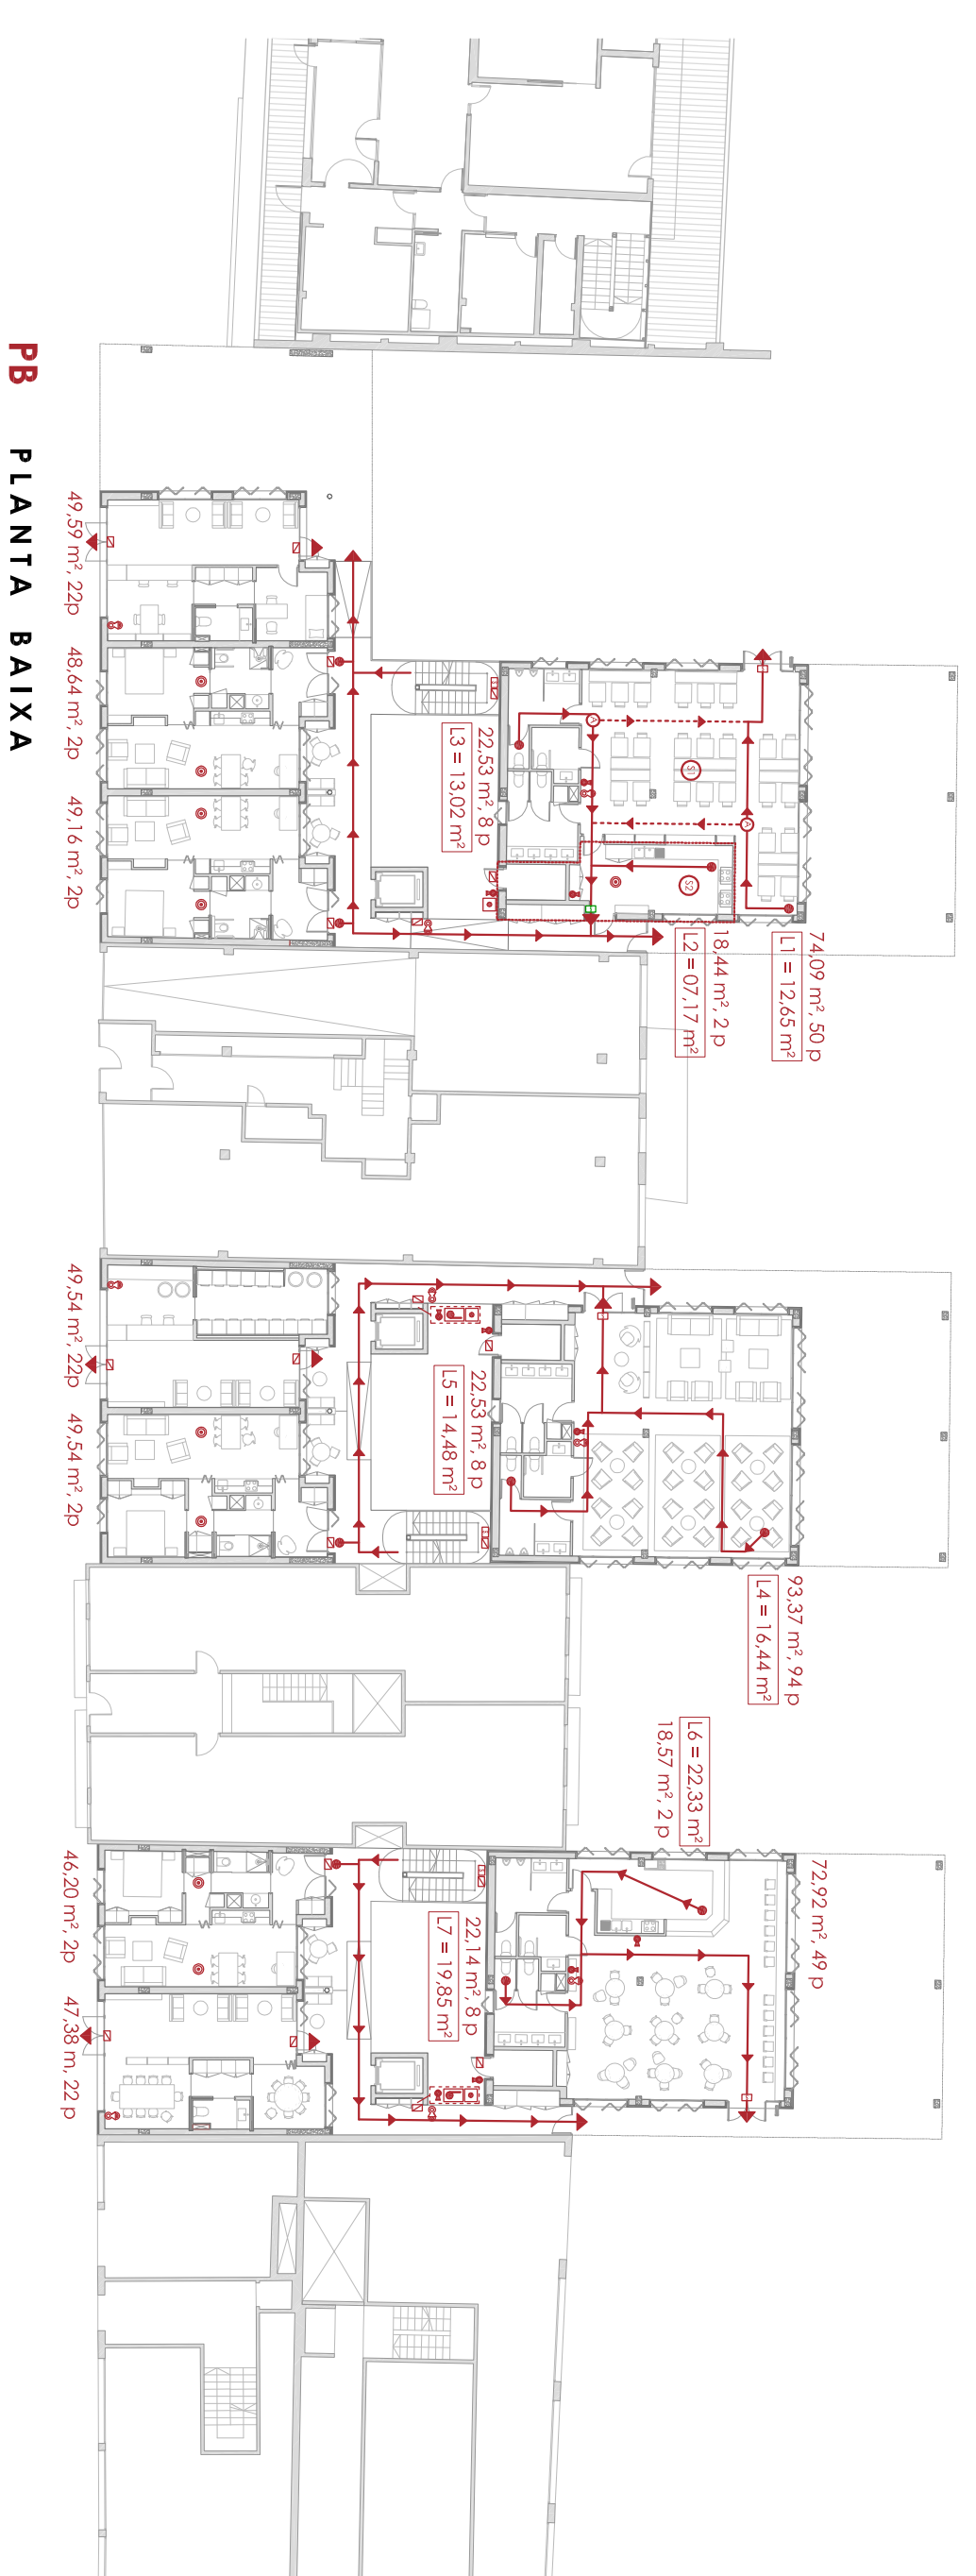 PB PLANTA BAIXA
49,59 m², 22p
48,64 m², 2p
49,16 m², 2p
49,54 m², 22p
49,54 m², 2p
46,20 m², 2p
47,38 m, 22 p
22,53 m², 8 p
L3 = 13,02 m²
74,09 m², 50 p
L1 = 12,65 m²
18,44 m², 2 p
L2 = 07,17 m²
S1
S2
A
A
22,53 m², 8 p
L5 = 14,48 m²
93,37 m², 94 p
L4 = 16,44 m²
L6 = 22,33 m²
18,57 m², 2 p
72,92 m², 49 p
22,14 m², 8 p
L7 = 19,85 m²